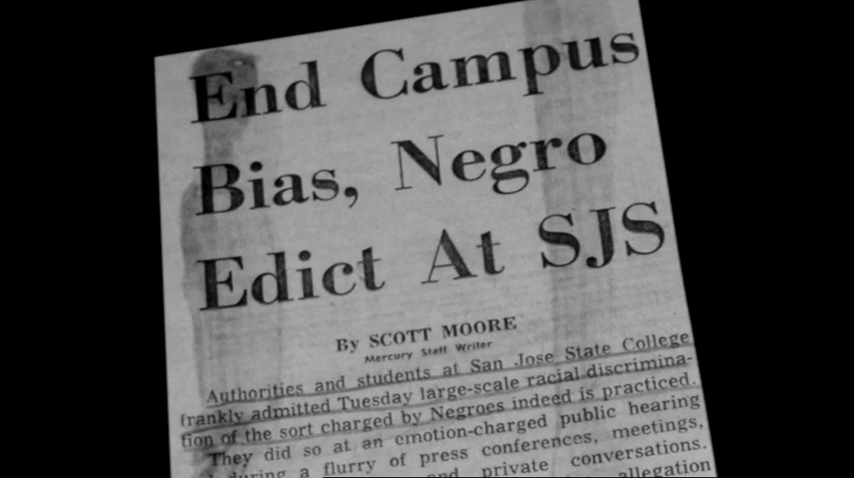 End Campus
Bias, Negro
Edict At SJS
By SCOTT MOORE
Mercury Staff Writer
Authorities and students at San Jose State College
frankly admitted Tuesday large-scale racial discrimina-
tion of the sort charged by Negroes indeed is practiced.
They did so at an emotion-charged public hearing
during a flurry of press conferences, meetings,
and private conversations.
allegation